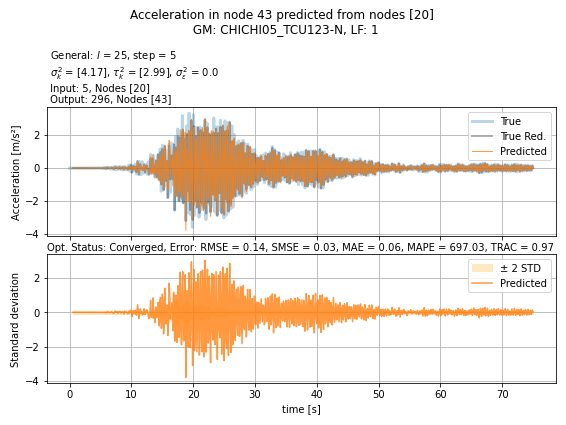 Acceleration in node 43 predicted from nodes [20]
GM: CHICHI05_TCU123-N, LF: 1
General: l = 25, step = 5
σ²ₖ = [4.17], τ²ₖ = [2.99], σ²ε = 0.0
Input: 5, Nodes [20]
Output: 296, Nodes [43]
True
True Red.
Predicted
Acceleration [m/s²]
2
0
−2
−4
Opt. Status: Converged, Error: RMSE = 0.14, SMSE = 0.03, MAE = 0.06, MAPE = 697.03, TRAC = 0.97
± 2 STD
Predicted
Standard deviation
2
0
−2
−4
0 10 20 30 40 50 60 70
time [s]